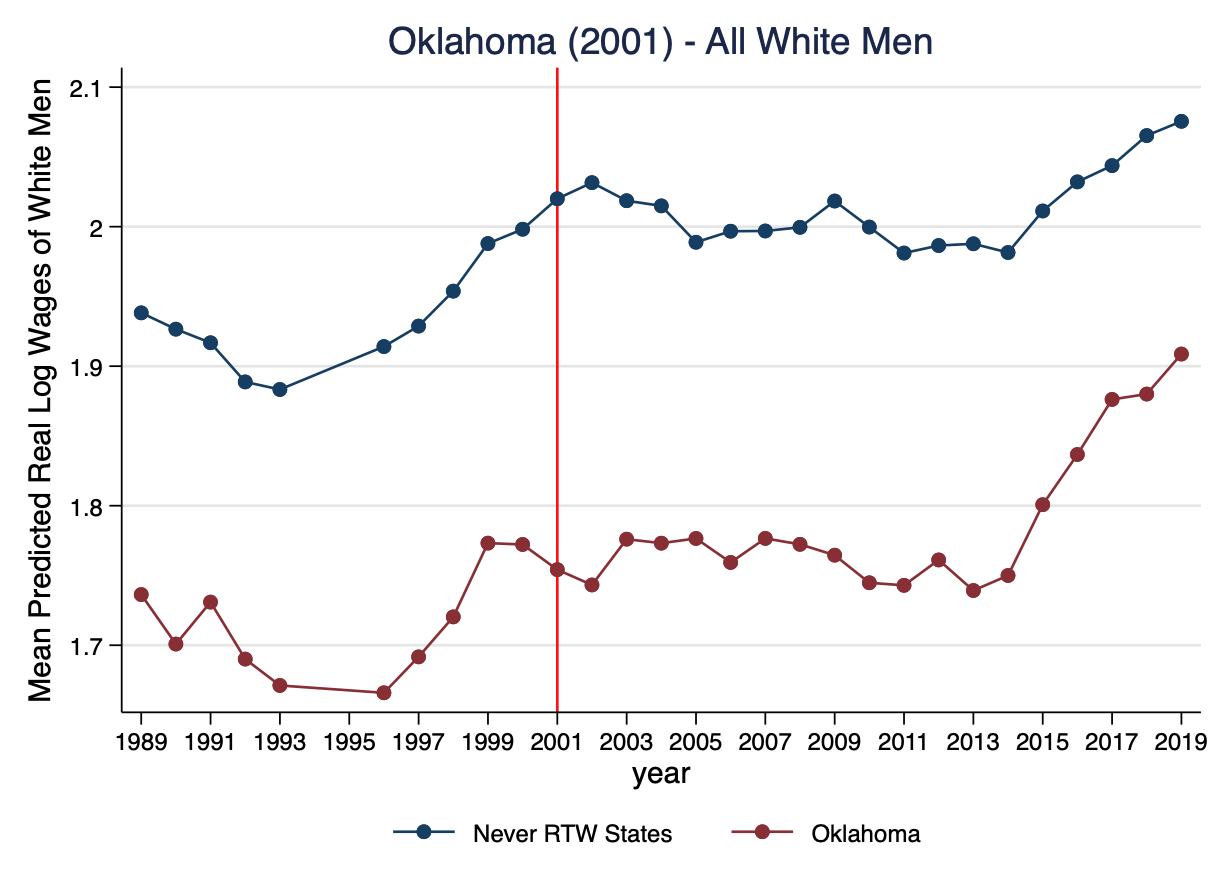 Oklahoma (2001) - All White Men
Mean Predicted Real Log Wages of White Men
2.1
2
1.9
1.8
1.7
1989 1991 1993 1995 1997 1999 2001 2003 2005 2007 2009 2011 2013 2015 2017 2019
year
Never RTW States Oklahoma